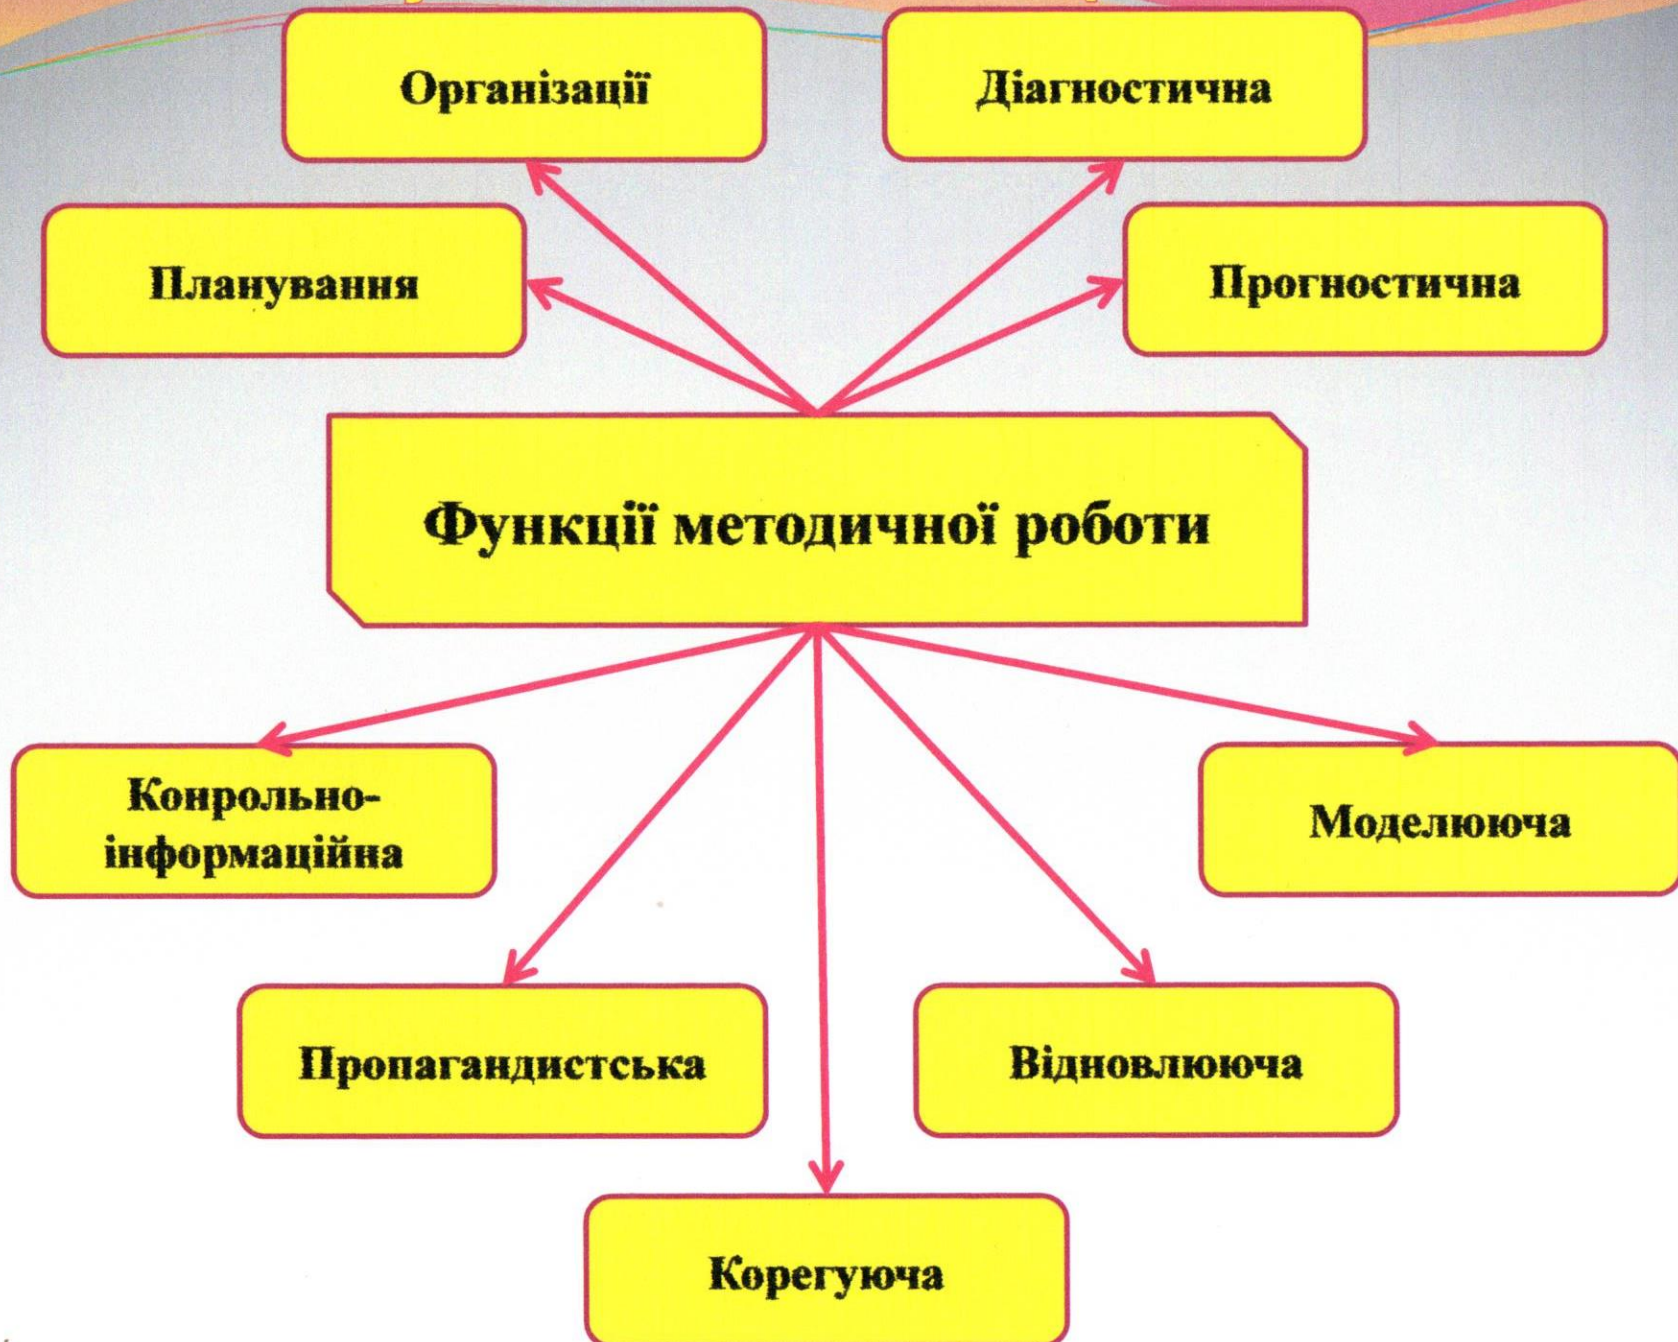 Організації
Діагностична
Планування
Прогностична
Функції методичної роботи
Конрольно-
інформаційна
Моделююча
Пропагандистська
Відновлююча
Корегуюча